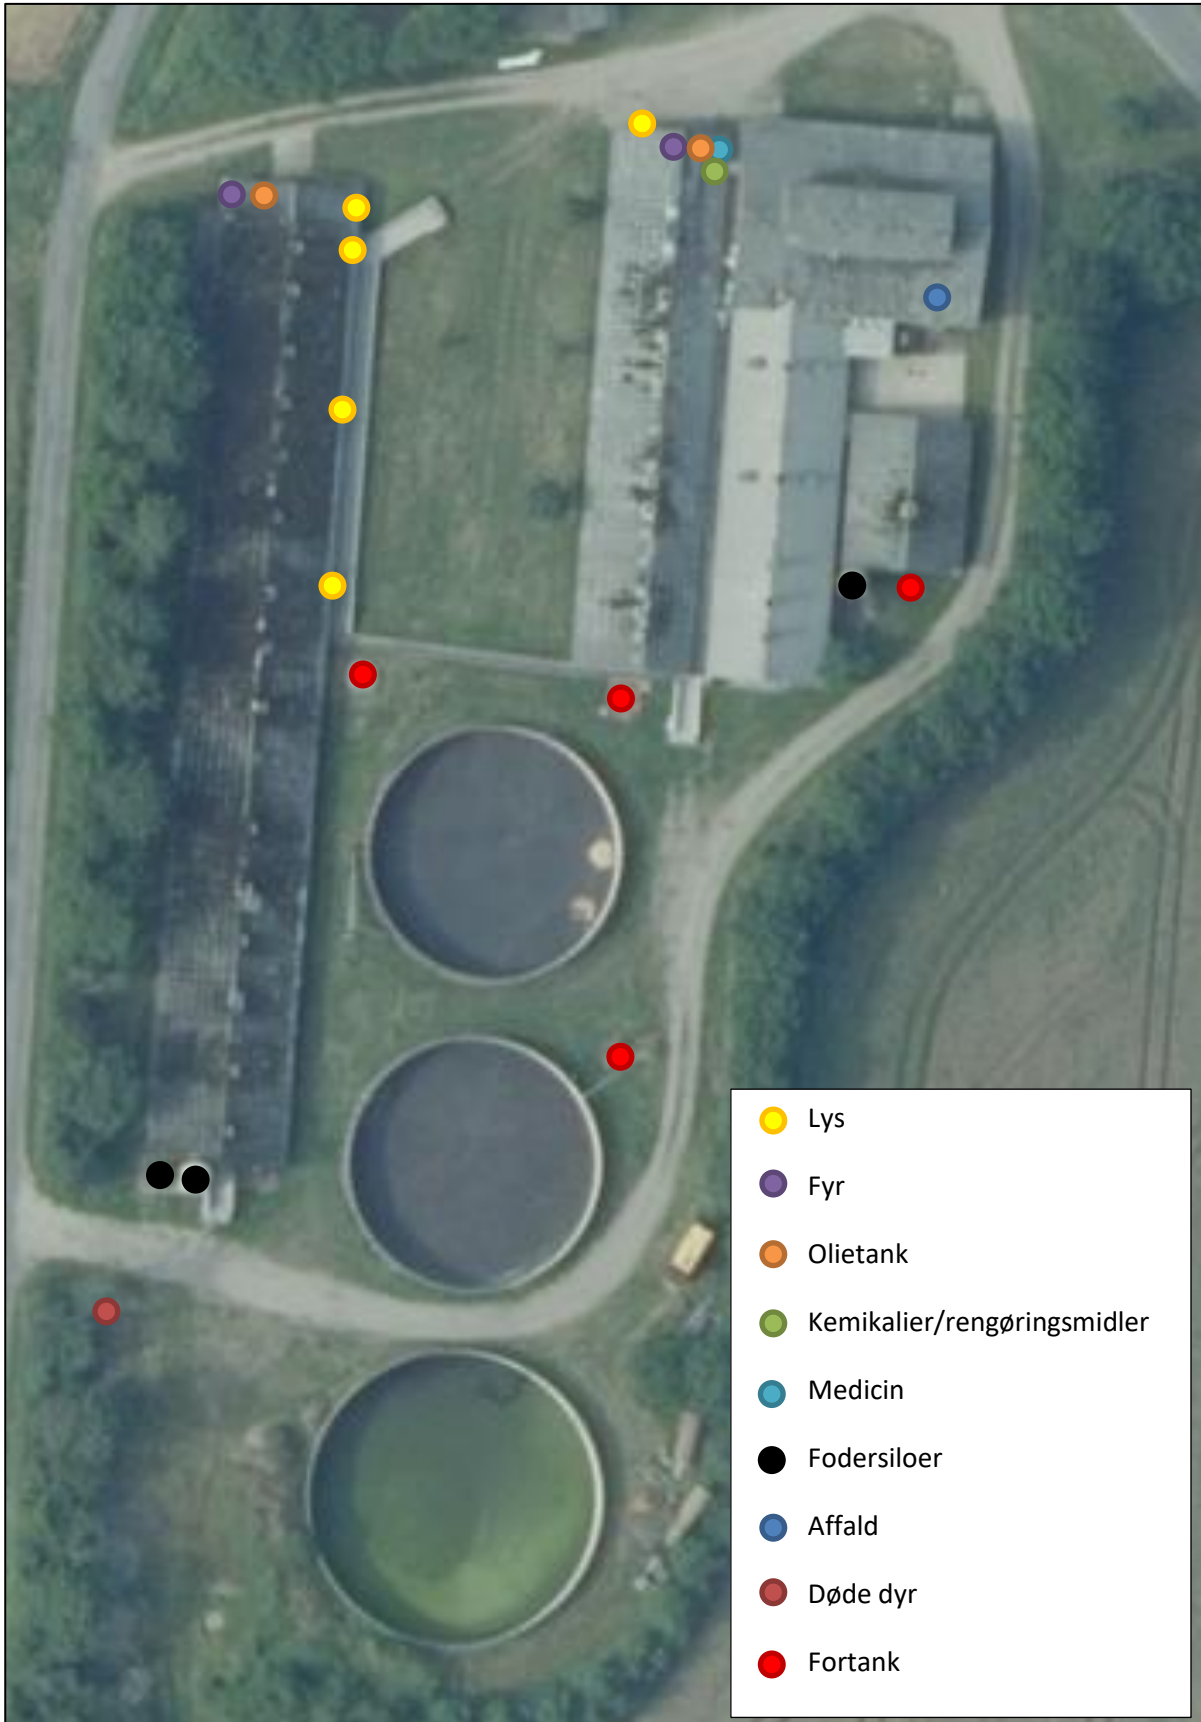 Lys
Fyr
Olietank
Kemikalier/rengøringsmidler
Medicin
Fodersiloer
Affald
Døde dyr
Fortank